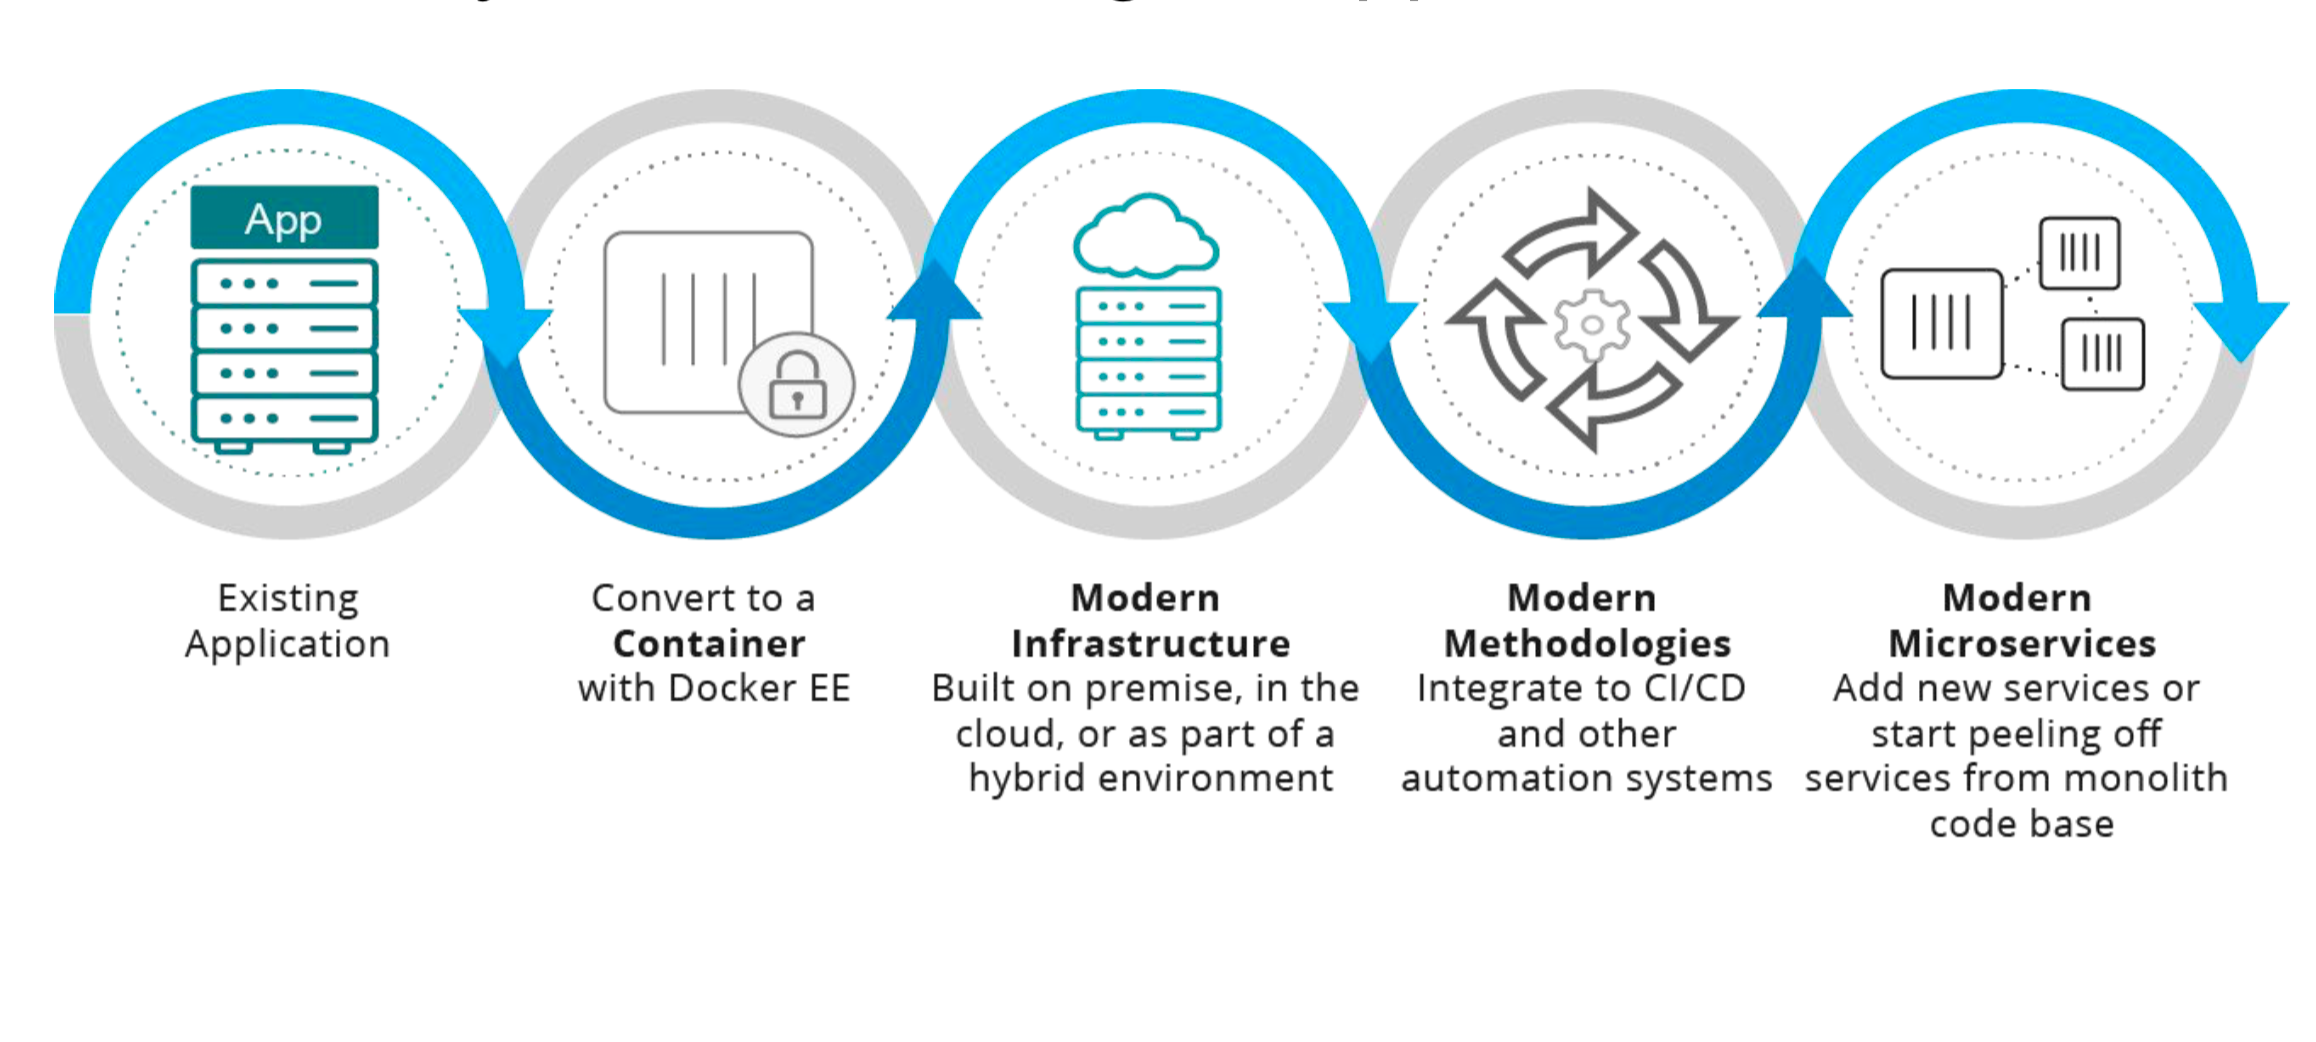 App
Existing
Application
Convert to a
Container
with Docker EE
Modern
Infrastructure
Built on premise, in the
cloud, or as part of a
hybrid environment
Modern
Methodologies
Integrate to CI/CD
and other
automation systems
Modern
Microservices
Add new services or
start peeling off
services from monolith
code base